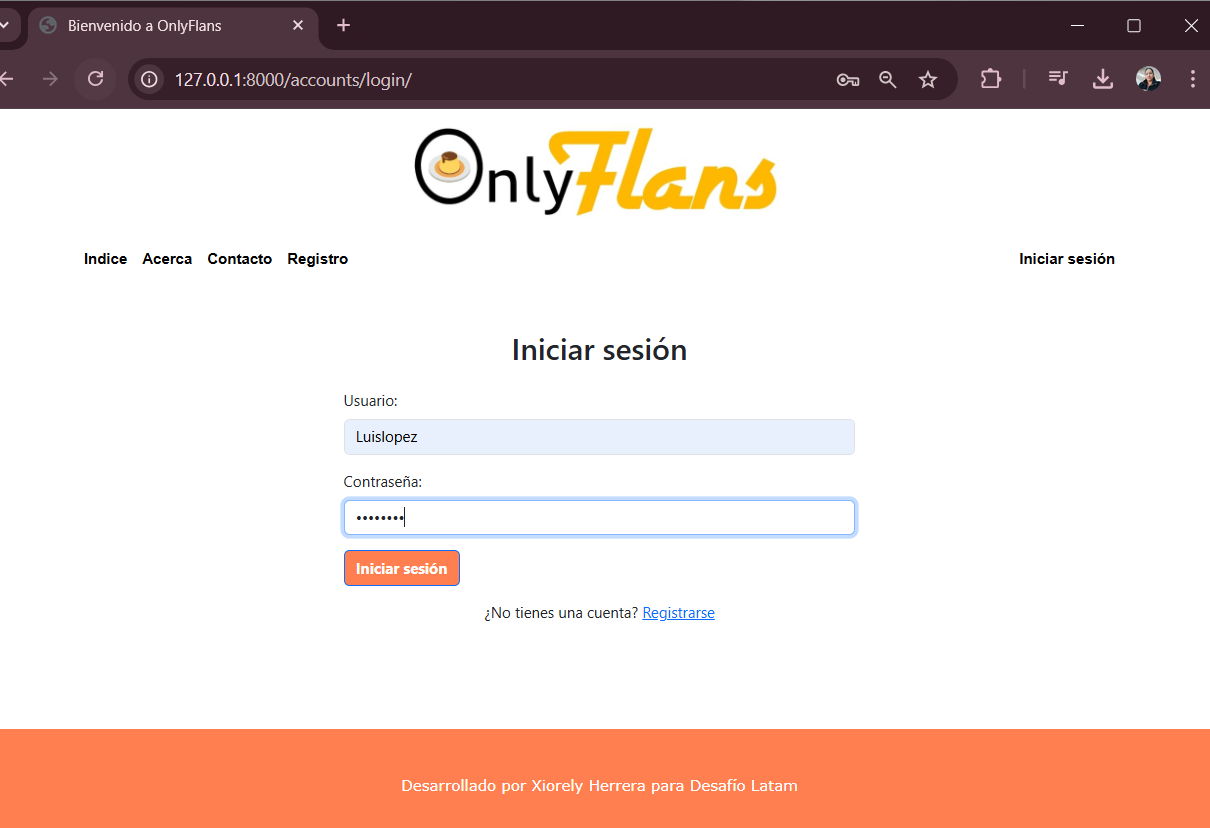 Bienvenido a OnlyFlans
127.0.0.1:8000/accounts/login/
OnlyFlans
Indice Acerca Contacto Registro Iniciar sesión
Iniciar sesión
Usuario:
Luislopez
Contraseña:
••••••••
Iniciar sesión
¿No tienes una cuenta? Registrarse
Desarrollado por Xiorely Herrera para Desafío Latam